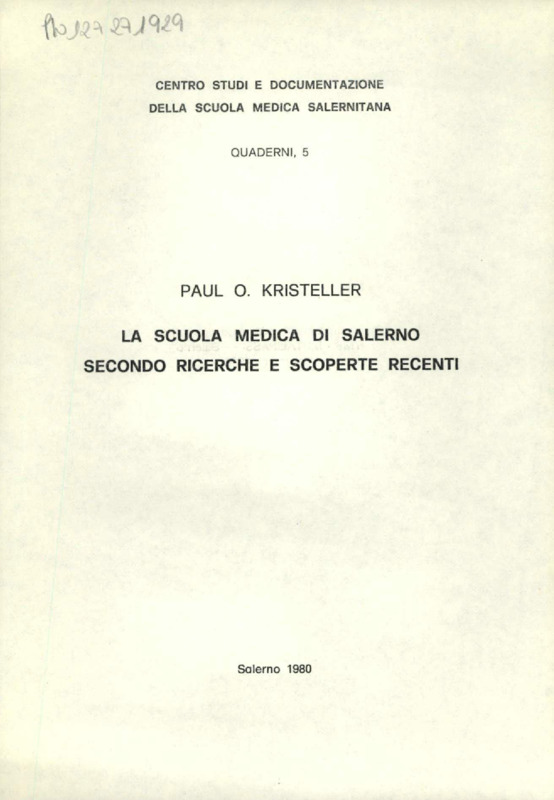 CENTRO STUDI E DOCUMENTAZIONE
DELLA SCUOLA MEDICA SALERNITANA
QUADERNI, 5
PAUL O. KRISTELLER
LA SCUOLA MEDICA DI SALERNO
SECONDO RICERCHE E SCOPERTE RECENTI
Salerno 1980